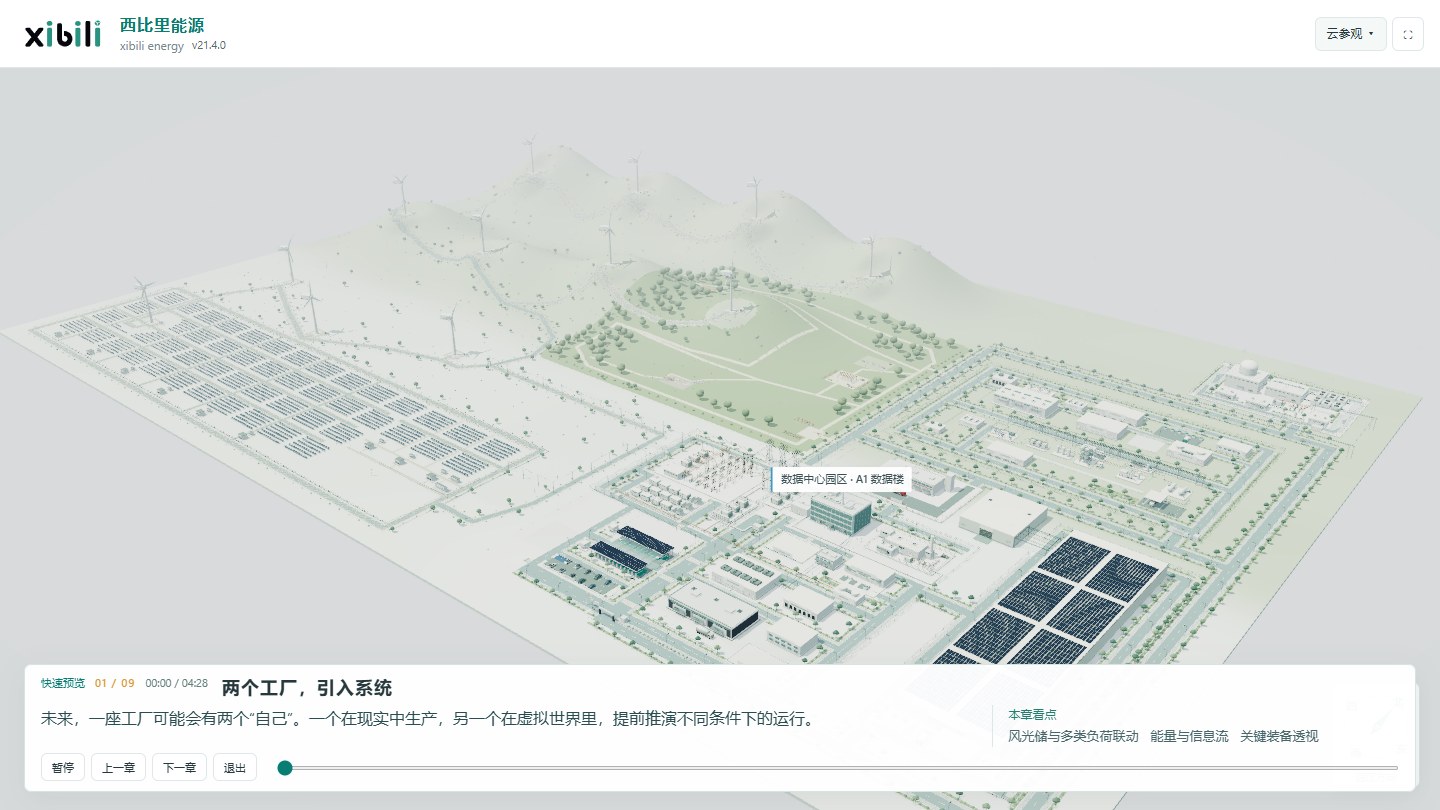 xibili
西比里能源
xibili energy v21.4.0
云参观
数据中心园区 · A1 数据楼
快速预览 01 / 09 00:00 / 04:28 两个工厂，引入系统
未来，一座工厂可能会有两个“自己”。一个在现实中生产，另一个在虚拟世界里，提前推演不同条件下的运行。
本章看点
风光储与多类负荷联动 能量与信息流 关键装备透视
暂停 上一章 下一章 退出